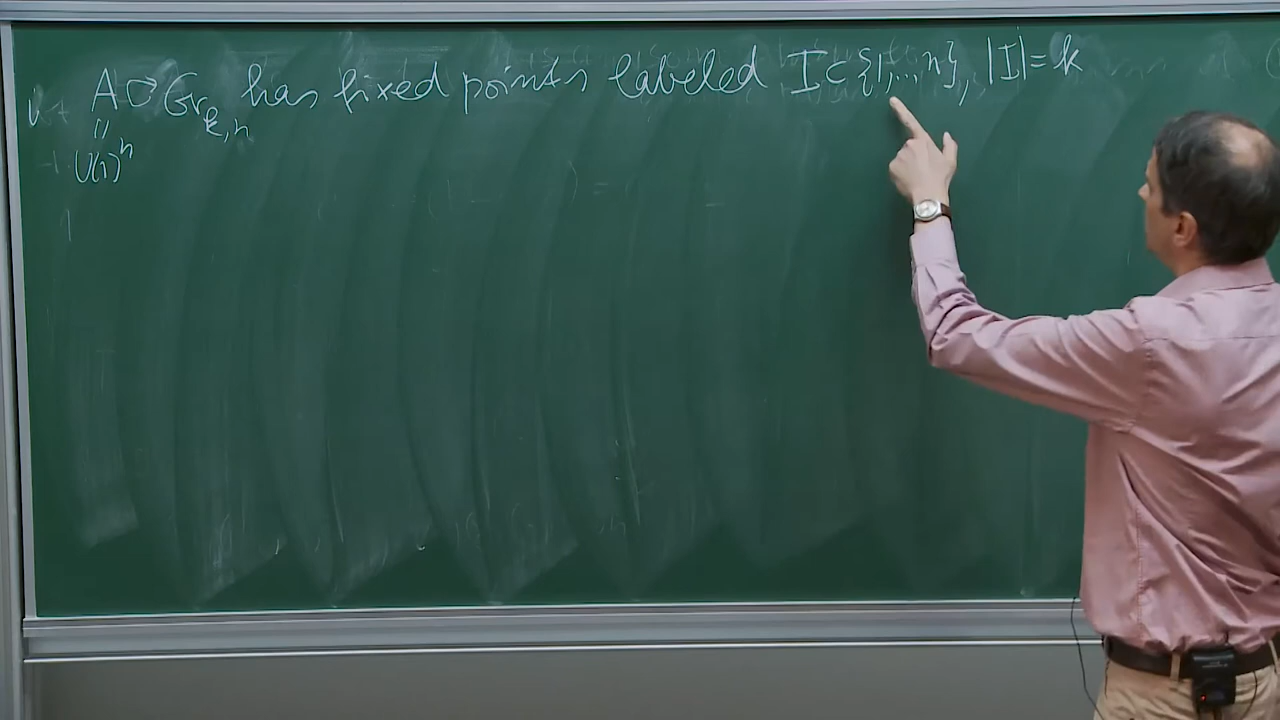 A ↻ Gr_{k,n} has fixed points labeled I ⊂ {1,..,n}, |I|=k
||
U(1)^n